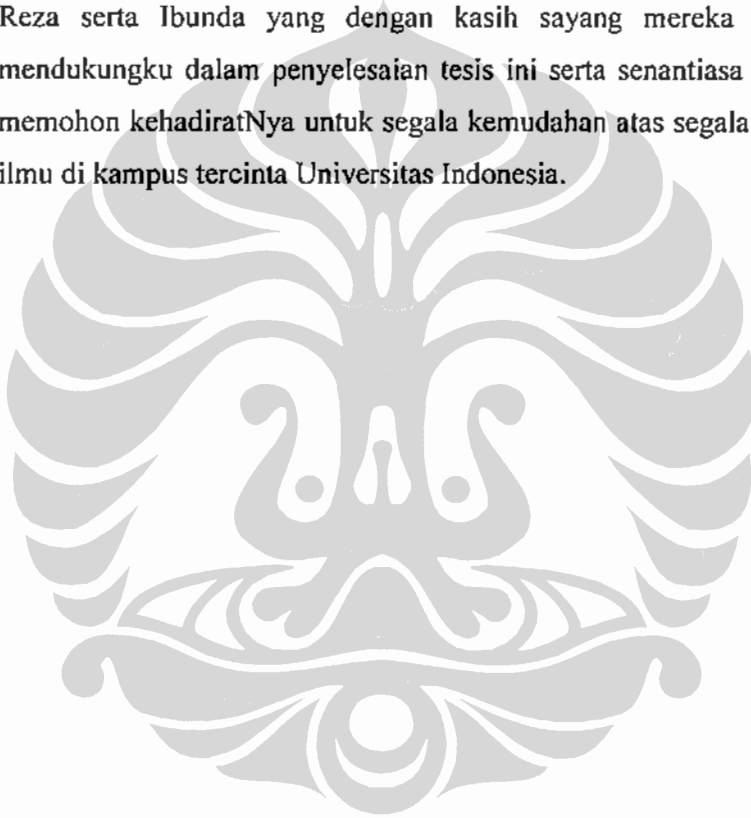 Reza serta Ibunda yang dengan kasih sayang mereka
mendukungku dalam penyelesaian tesis ini serta senantiasa
memohon kehadiratNya untuk segala kemudahan atas segala
ilmu di kampus tercinta Universitas Indonesia.